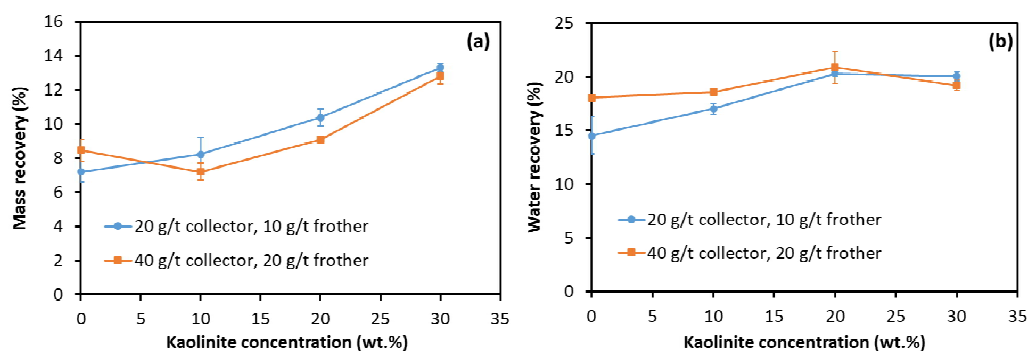 (a)
Mass recovery (%)
16
14
12
10
8
6
4
2
0
20 g/t collector, 10 g/t frother
40 g/t collector, 20 g/t frother
0 5 10 15 20 25 30 35
Kaolinite concentration (wt.%)
(b)
Water recovery (%)
25
20
15
10
5
0
20 g/t collector, 10 g/t frother
40 g/t collector, 20 g/t frother
0 5 10 15 20 25 30 35
Kaolinite concentration (wt.%)